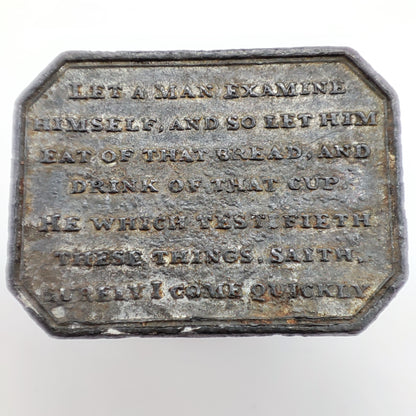 LET A MAN EXAMINE
HIMSELF, AND SO LET HIM
EAT OF THAT BREAD, AND
DRINK OF THAT CUP.
HE WHICH TESTIFIETH
THESE THINGS, SAITH,
SURELY I COME QUICKLY